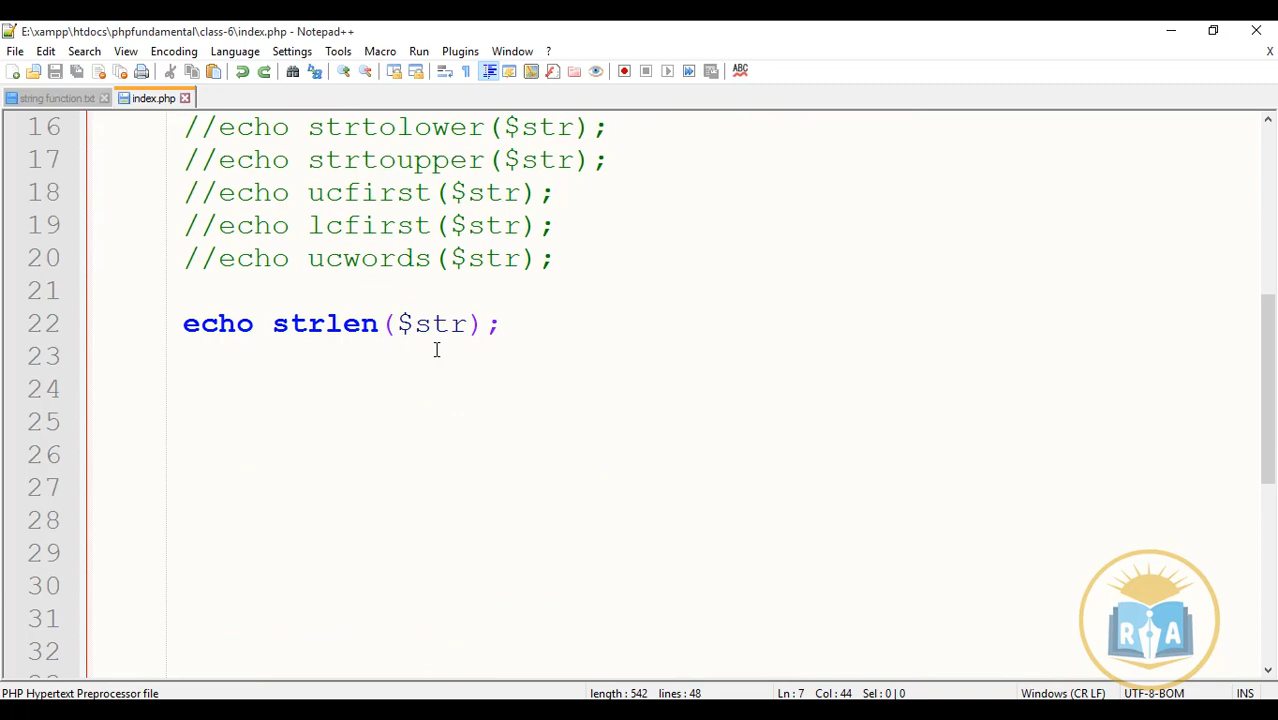 E:\xampp\htdocs\phpfundamental\class-6\index.php - Notepad++
File Edit Search View Encoding Language Settings Tools Macro Run Plugins Window ? X
ABC
string function.txt index.php
16 //echo strtolower($str);
17 //echo strtoupper($str);
18 //echo ucfirst($str);
19 //echo lcfirst($str);
20 //echo ucwords($str);
21
22 echo strlen($str);
23
24
25
26
27
28
29
30
31
32
R A
PHP Hypertext Preprocessor file length : 542 lines : 48 Ln : 7 Col : 44 Sel : 0 | 0 Windows (CR LF) UTF-8-BOM INS